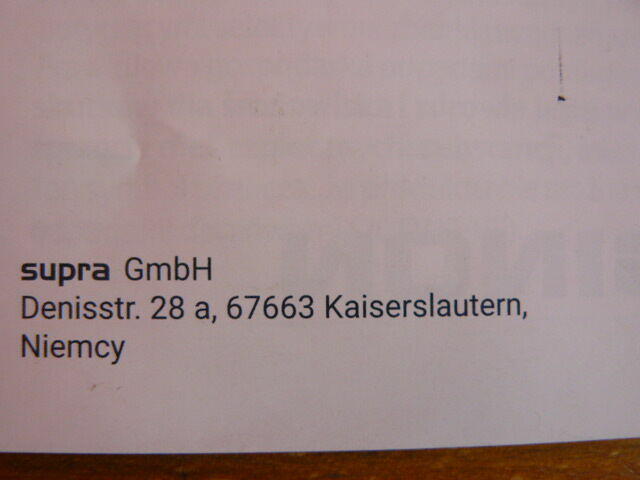 supra GmbH
Denisstr. 28 a, 67663 Kaiserslautern,
Niemcy